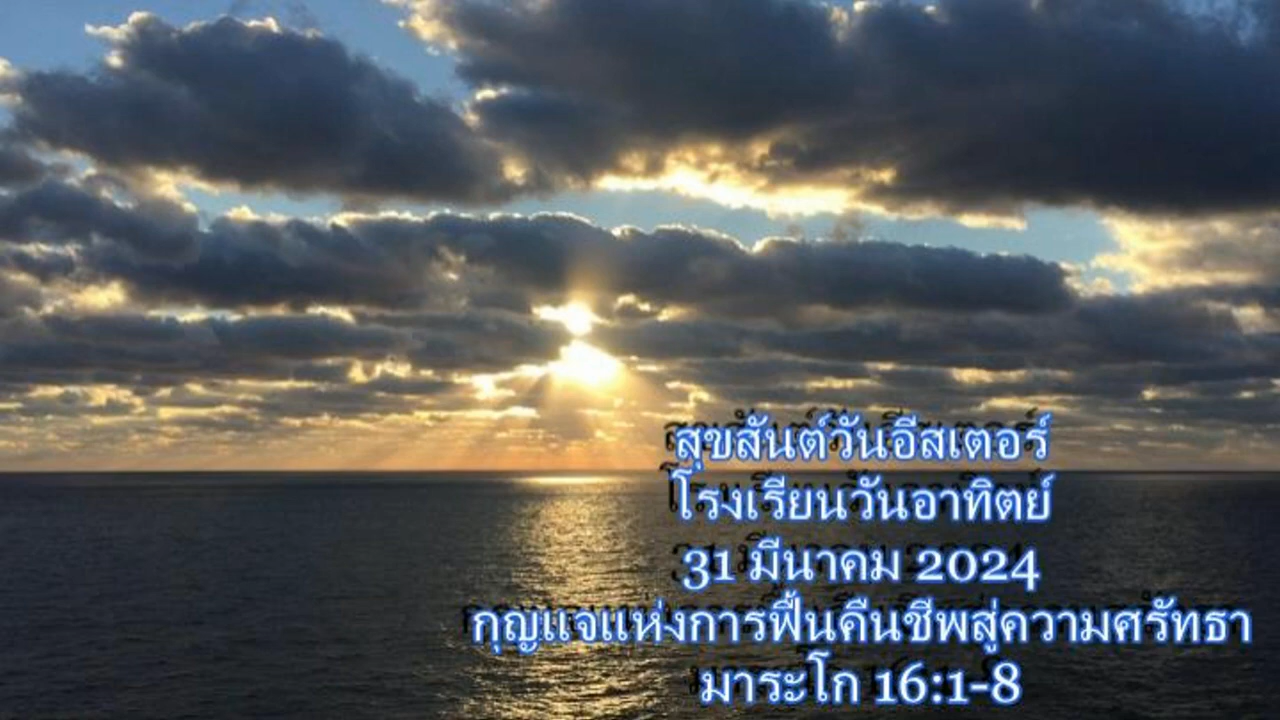 สุขสันต์วันอีสเตอร์
โรงเรียนวันอาทิตย์
31 มีนาคม 2024
กุญแจแห่งการฟื้นคืนชีพสู่ความศรัทธา
มาระโก 16:1-8